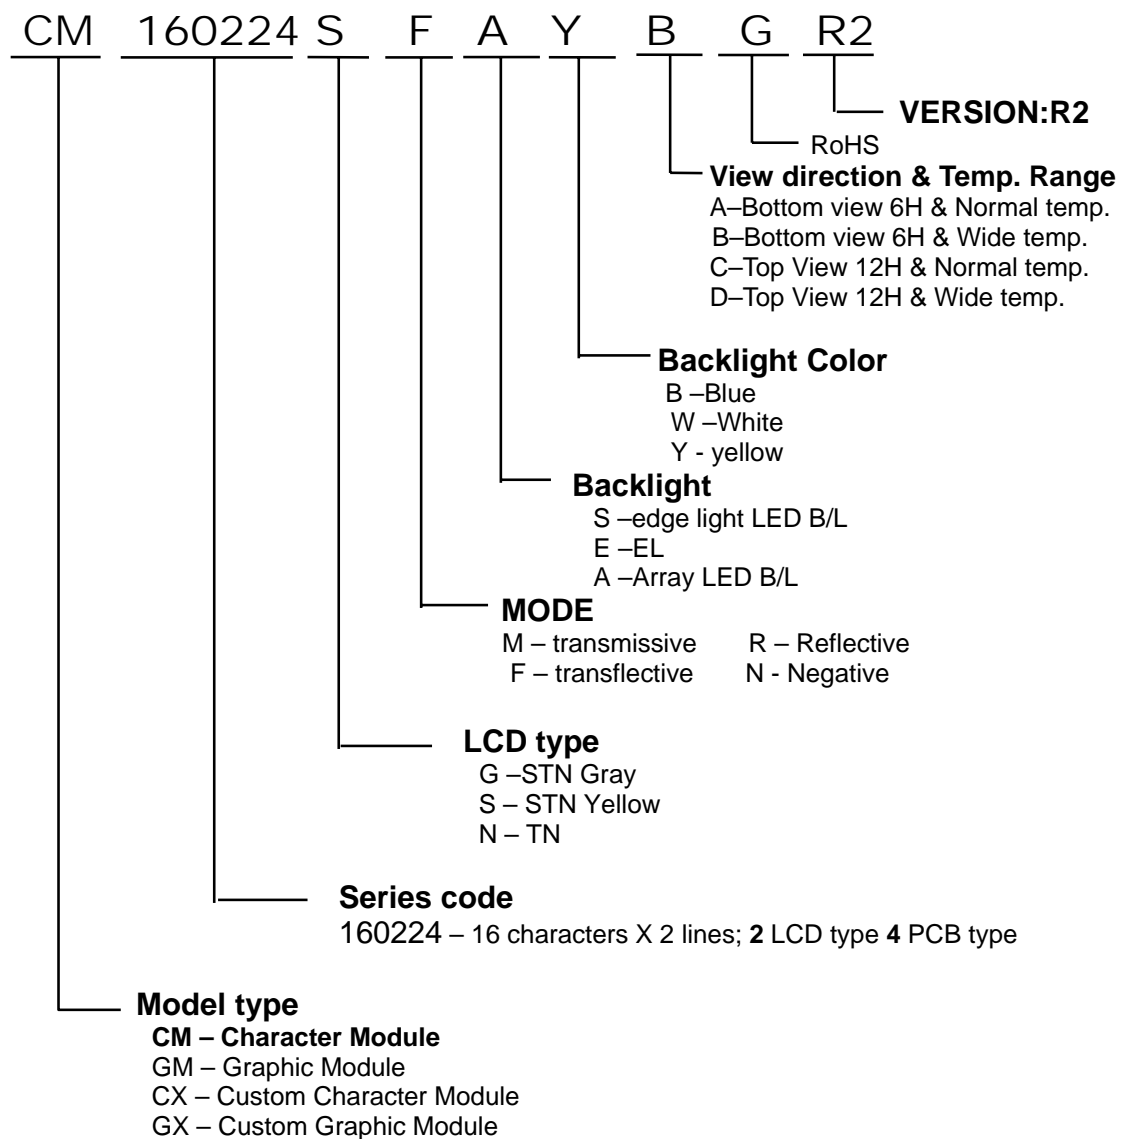 CM 160224 S F A Y B G R2
VERSION:R2
RoHS
View direction & Temp. Range
A–Bottom view 6H & Normal temp.
B–Bottom view 6H & Wide temp.
C–Top View 12H & Normal temp.
D–Top View 12H & Wide temp.
Backlight Color
B –Blue
W –White
Y - yellow
Backlight
S –edge light LED B/L
E –EL
A –Array LED B/L
MODE
M – transmissive R – Reflective
F – transflective N - Negative
LCD type
G –STN Gray
S – STN Yellow
N – TN
Series code
160224 – 16 characters X 2 lines; 2 LCD type 4 PCB type
Model type
CM – Character Module
GM – Graphic Module
CX – Custom Character Module
GX – Custom Graphic Module